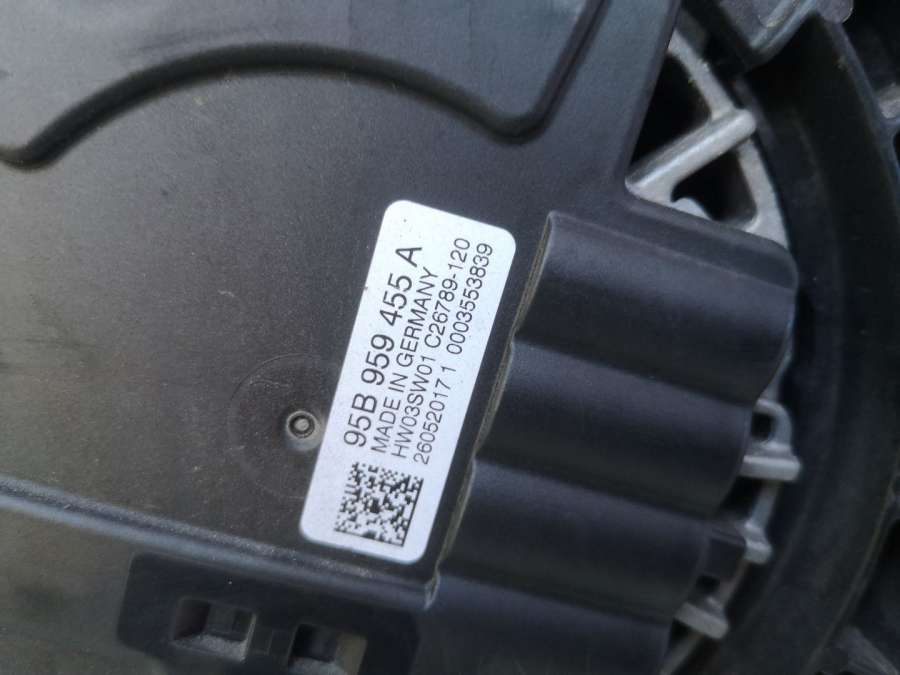 95B 959 455 A
MADE IN GERMANY
HW03SW01 C26789-120
26052017 1 0003553839